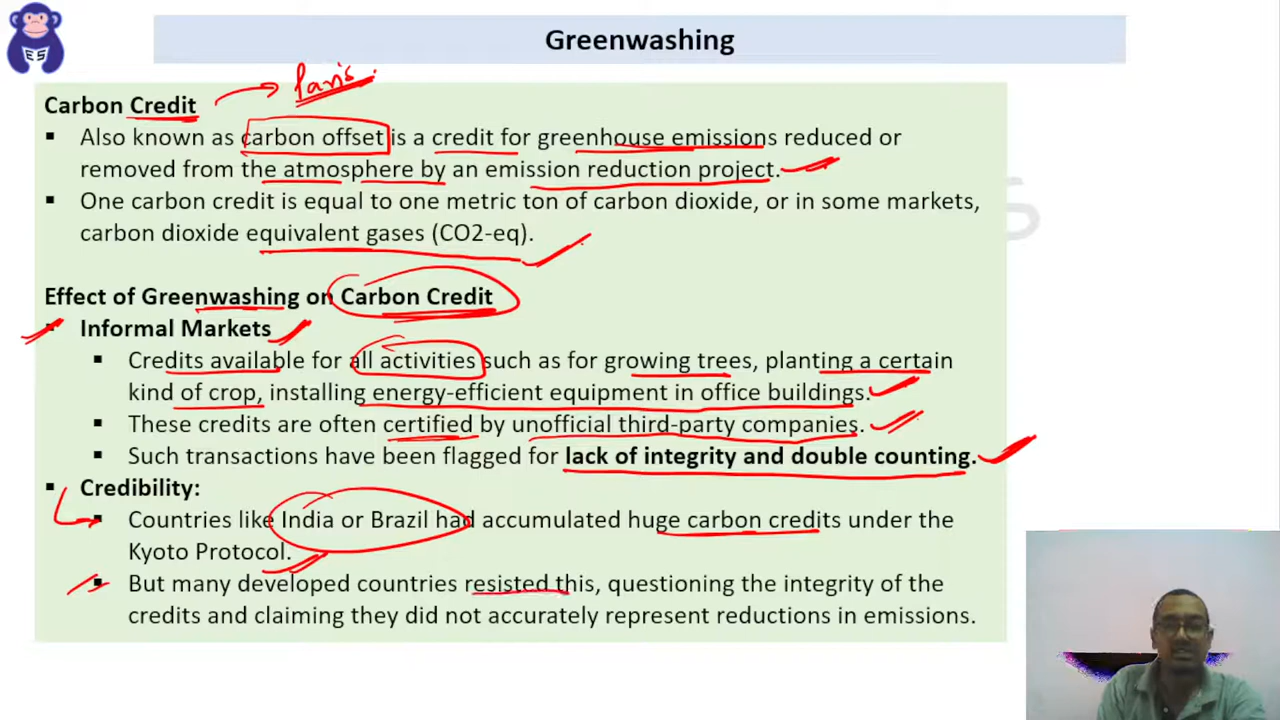 ES
Greenwashing
Paris.
Carbon Credit
▪ Also known as carbon offset is a credit for greenhouse emissions reduced or
removed from the atmosphere by an emission reduction project.
▪ One carbon credit is equal to one metric ton of carbon dioxide, or in some markets,
carbon dioxide equivalent gases (CO2-eq).
Effect of Greenwashing on Carbon Credit
▪ Informal Markets
▪ Credits available for all activities such as for growing trees, planting a certain
kind of crop, installing energy-efficient equipment in office buildings.
▪ These credits are often certified by unofficial third-party companies.
▪ Such transactions have been flagged for lack of integrity and double counting.
▪ Credibility:
▪ Countries like India or Brazil had accumulated huge carbon credits under the
Kyoto Protocol.
▪ But many developed countries resisted this, questioning the integrity of the
credits and claiming they did not accurately represent reductions in emissions.